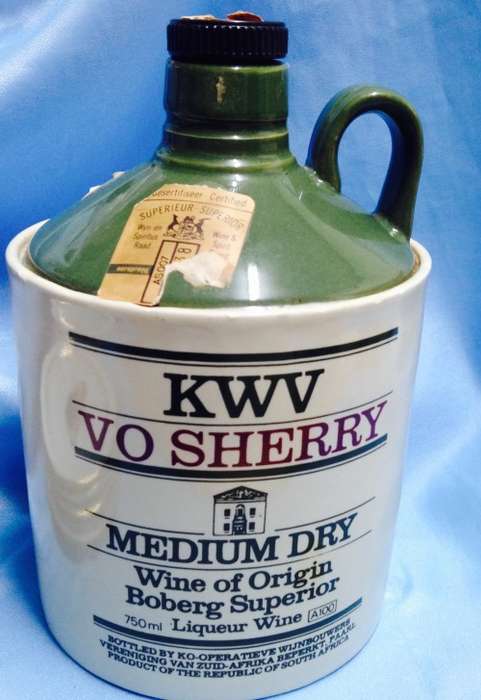 Gesertifiseer Certified
SUPERIEUR SUPERIOR
Wyn en Wine &
Spiritus Spirit
Raad
AS007
38
KWV
VO SHERRY
MEDIUM DRY
Wine of Origin
Boberg Superior
750ml Liqueur Wine A100
BOTTLED BY KO-OPERATIEVE WIJNBOUWERS
VERENIGING VAN ZUID-AFRIKA BEPERKT, PAARL
PRODUCT OF THE REPUBLIC OF SOUTH AFRICA